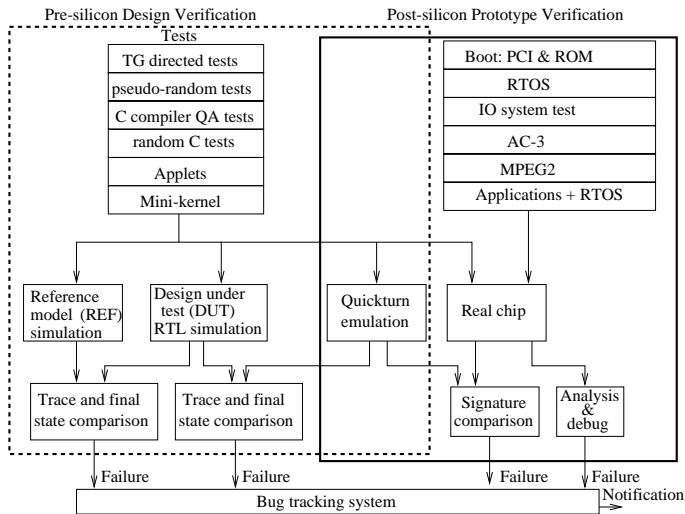 Pre-silicon Design Verification
Post-silicon Prototype Verification
Tests
TG directed tests
pseudo-random tests
C compiler QA tests
random C tests
Applets
Mini-kernel
Boot: PCI & ROM
RTOS
IO system test
AC-3
MPEG2
Applications + RTOS
Reference
model (REF)
simulation
Design under
test (DUT)
RTL simulation
Quickturn
emulation
Real chip
Trace and final
state comparison
Trace and final
state comparison
Signature
comparison
Analysis
&
debug
Failure
Failure
Failure
Failure
Notification
Bug tracking system